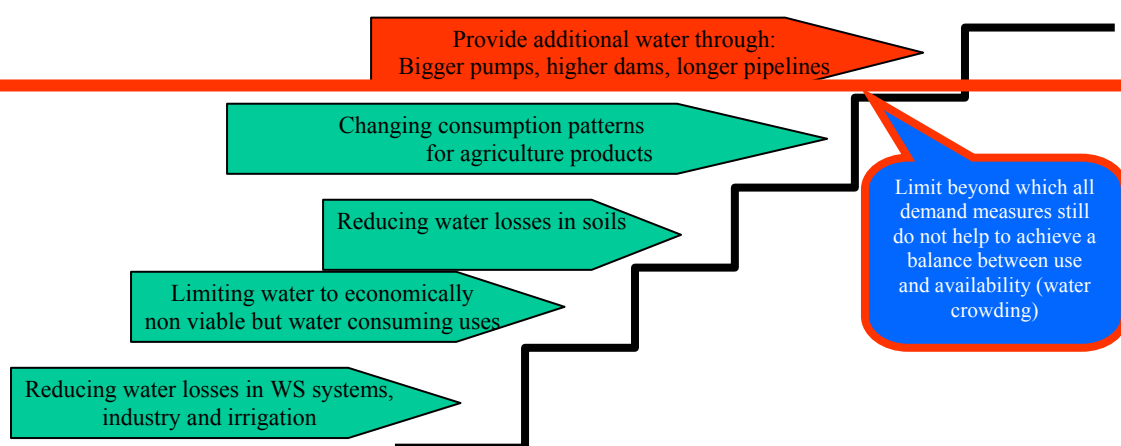 Provide additional water through:
Bigger pumps, higher dams, longer pipelines
Changing consumption patterns
for agriculture products
Limit beyond which all
demand measures still
do not help to achieve a
balance between use
and availability (water
crowding)
Reducing water losses in soils
Limiting water to economically
non viable but water consuming uses
Reducing water losses in WS systems,
industry and irrigation